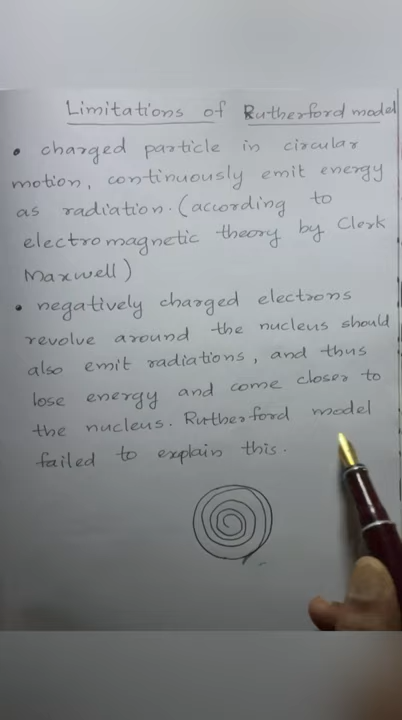 Limitations of Rutherford model
• charged particle in circular
motion, continuously emit energy
as radiation. (according to
electromagnetic theory by Clerk
Maxwell)
• negatively charged electrons
revolve around the nucleus should
also emit radiations, and thus
lose energy and come closer to
the nucleus. Rutherford model
failed to explain this.